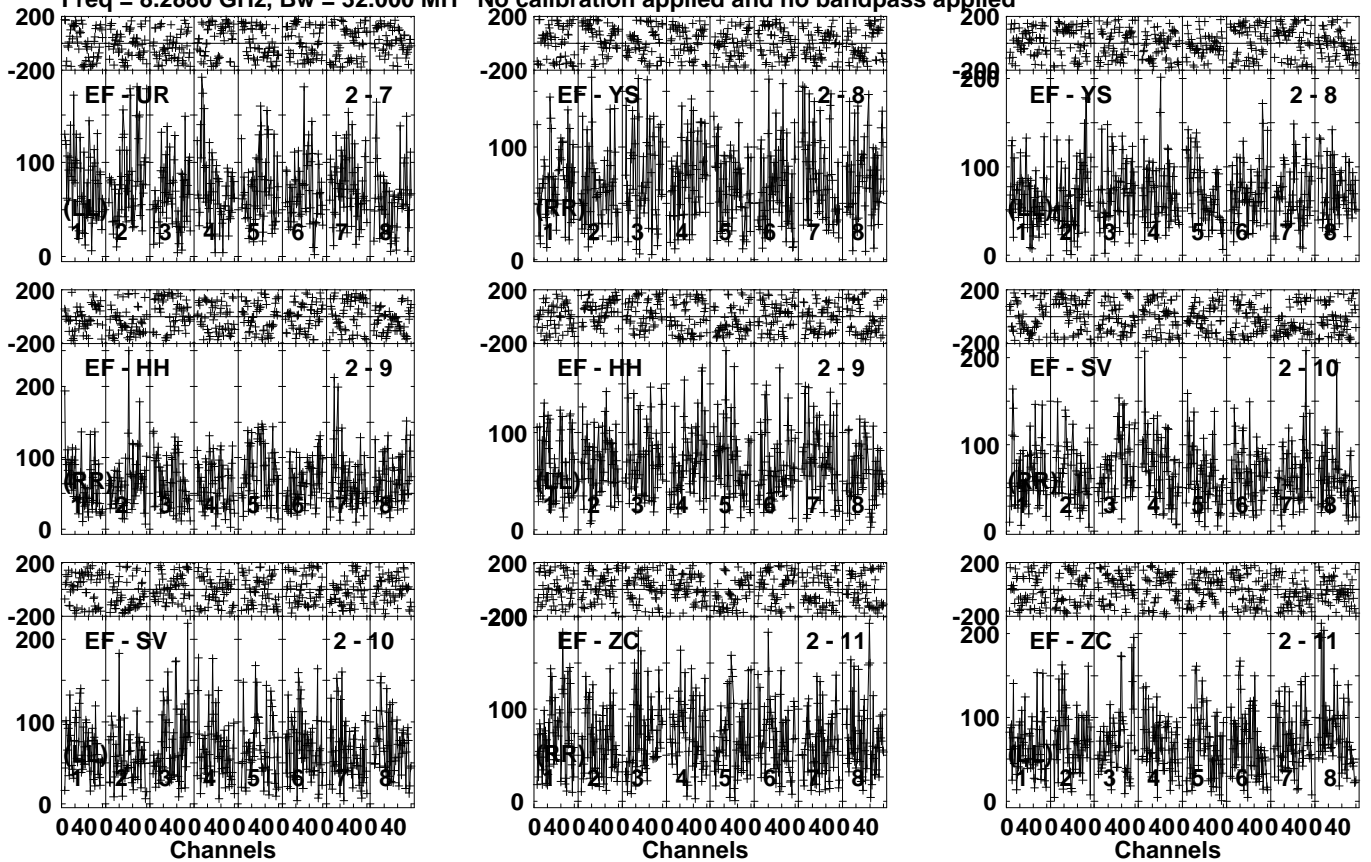 Freq = 8.2880 GHz, Bw = 32.000 MH No calibration applied and no bandpass applied
200 200 200
-200 -200 -200
200
EF - UR 2 - 7 EF - YS 2 - 8 EF - YS 2 - 8
100 100 100
(LL) (RR) (LL)
1 2 3 4 5 6 7 8 1 2 3 4 5 6 7 8 1 2 3 4 5 6 7 8
0 0 0
200 200 200
-200 -200 -200
EF - HH 2 - 9 EF - HH 2 - 9 EF - SV 2 - 10
200 200
100 100 100
(RR) (LL) (RR)
1 2 3 4 5 6 7 8 1 2 3 4 5 6 7 8 1 2 3 4 5 6 7 8
0 0 0
200 200 200
-200 -200 -200
200 200 200
EF - SV 2 - 10 EF - ZC 2 - 11 EF - ZC 2 - 11
100 100 100
(LL) (RR) (LL)
1 2 3 4 5 6 7 8 1 2 3 4 5 6 7 8 1 2 3 4 5 6 7 8
0 0 0
0 40 0 40 0 40 0 40 0 40 0 40 0 40 0 40 0 40 0 40 0 40 0 40 0 40 0 40 0 40 0 40 0 40 0 40 0 40 0 40 0 40 0 40 0 40 0 40
Channels Channels Channels